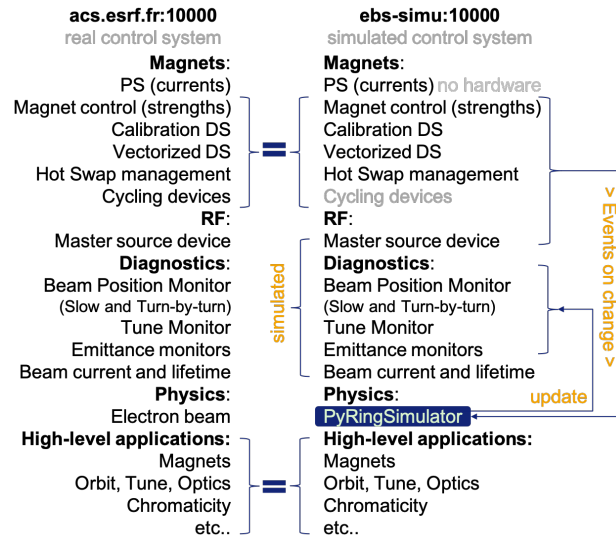 acs.esrf.fr:10000 ebs-simu:10000
real control system simulated control system
Magnets: Magnets:
PS (currents) PS (currents) no hardware
Magnet control (strengths) Magnet control (strengths)
Calibration DS Calibration DS
Vectorized DS = Vectorized DS
Hot Swap management Hot Swap management
Cycling devices Cycling devices
RF: RF:
Master source device Master source device
Diagnostics: Diagnostics:
Beam Position Monitor Beam Position Monitor
(Slow and Turn-by-turn) (Slow and Turn-by-turn)
Tune Monitor Tune Monitor
Emittance monitors Emittance monitors
Beam current and lifetime Beam current and lifetime
simulated
> Events on change >
update
Physics: Physics:
Electron beam PyRingSimulator
High-level applications: High-level applications:
Magnets Magnets
Orbit, Tune, Optics = Orbit, Tune, Optics
Chromaticity Chromaticity
etc.. etc..